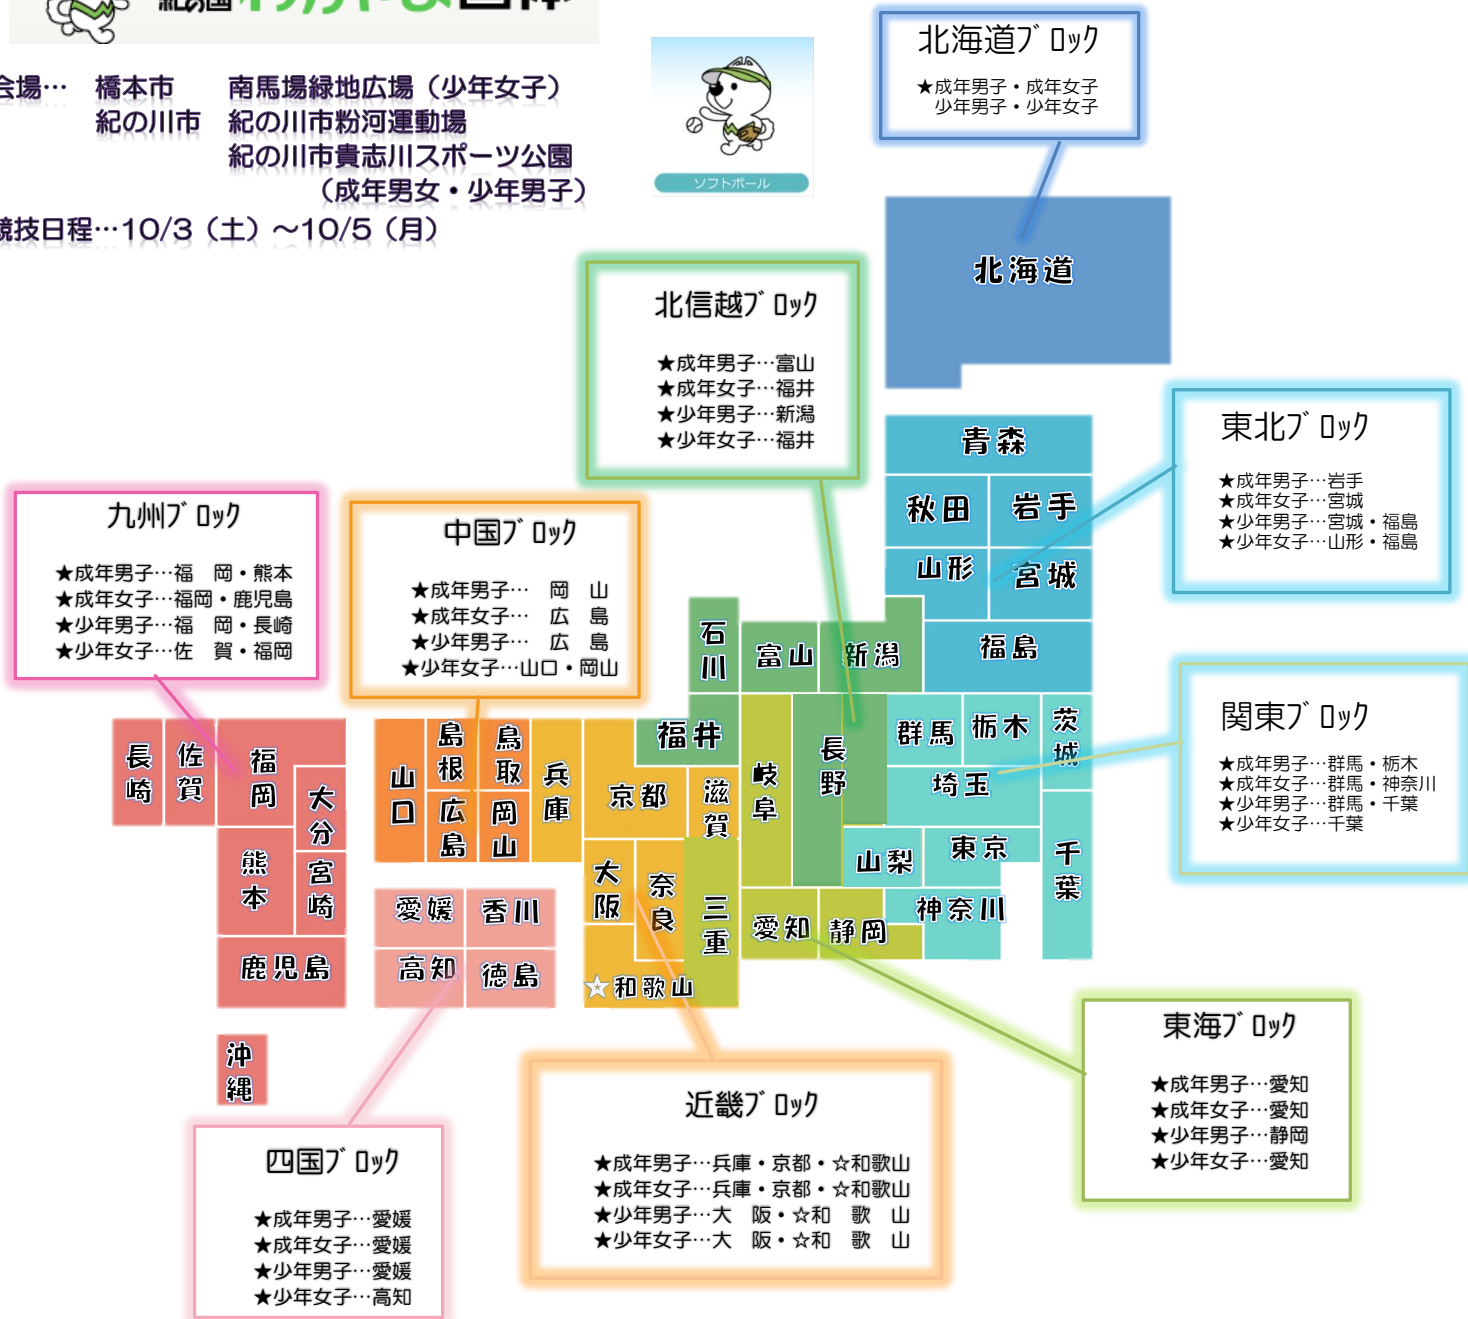 紀の国わかやま国体
会場… 橋本市 南馬場緑地広場（少年女子）
紀の川市 紀の川市粉河運動場
紀の川市貴志川スポーツ公園
（成年男女・少年男子）
競技日程…10/3（土）～10/5（月）
ソフトボール
北海道ブロック
★成年男子・成年女子
少年男子・少年女子
北海道
北信越ブロック
★成年男子…富山
★成年女子…福井
★少年男子…新潟
★少年女子…福井
東北ブロック
★成年男子…岩手
★成年女子…宮城
★少年男子…宮城・福島
★少年女子…山形・福島
青森
秋田
岩手
山形
宮城
福島
九州ブロック
★成年男子…福　岡・熊本
★成年女子…福岡・鹿児島
★少年男子…福　岡・長崎
★少年女子…佐　賀・福岡
中国ブロック
★成年男子…　岡　山
★成年女子…　広　島
★少年男子…　広　島
★少年女子…山口・岡山
関東ブロック
★成年男子…群馬・栃木
★成年女子…群馬・神奈川
★少年男子…群馬・千葉
★少年女子…千葉
石川
富山
新潟
福井
長野
岐阜
群馬
栃木
茨城
埼玉
山梨
東京
千葉
神奈川
長崎
佐賀
福岡
大分
熊本
宮崎
鹿児島
沖縄
山口
島根
鳥取
広島
岡山
兵庫
京都
滋賀
大阪
奈良
三重
☆和歌山
愛知
静岡
愛媛
香川
高知
徳島
東海ブロック
★成年男子…愛知
★成年女子…愛知
★少年男子…静岡
★少年女子…愛知
近畿ブロック
★成年男子…兵庫・京都・☆和歌山
★成年女子…兵庫・京都・☆和歌山
★少年男子…大　阪・☆和　歌　山
★少年女子…大　阪・☆和　歌　山
四国ブロック
★成年男子…愛媛
★成年女子…愛媛
★少年男子…愛媛
★少年女子…高知